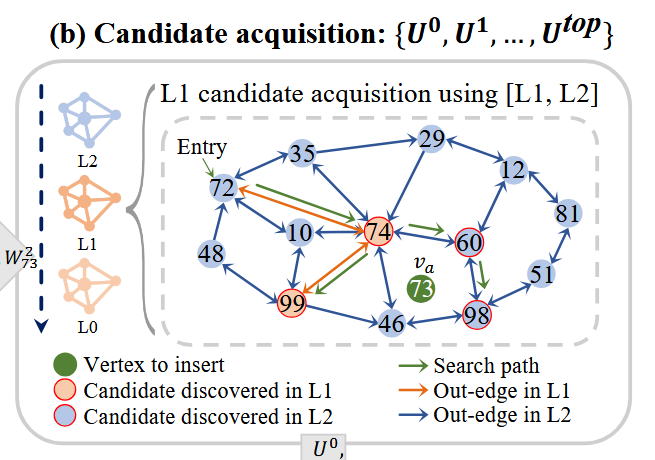 (b) Candidate acquisition: {U⁰, U¹, ..., Uᵗᵒᵖ}
L1 candidate acquisition using [L1, L2]
L2
L1
L0
W²₇₃
Entry
29
35
12
72
81
74
10
60
48
vₐ
51
73
99
98
46
Vertex to insert
Search path
Candidate discovered in L1
Out-edge in L1
Candidate discovered in L2
Out-edge in L2
U⁰,